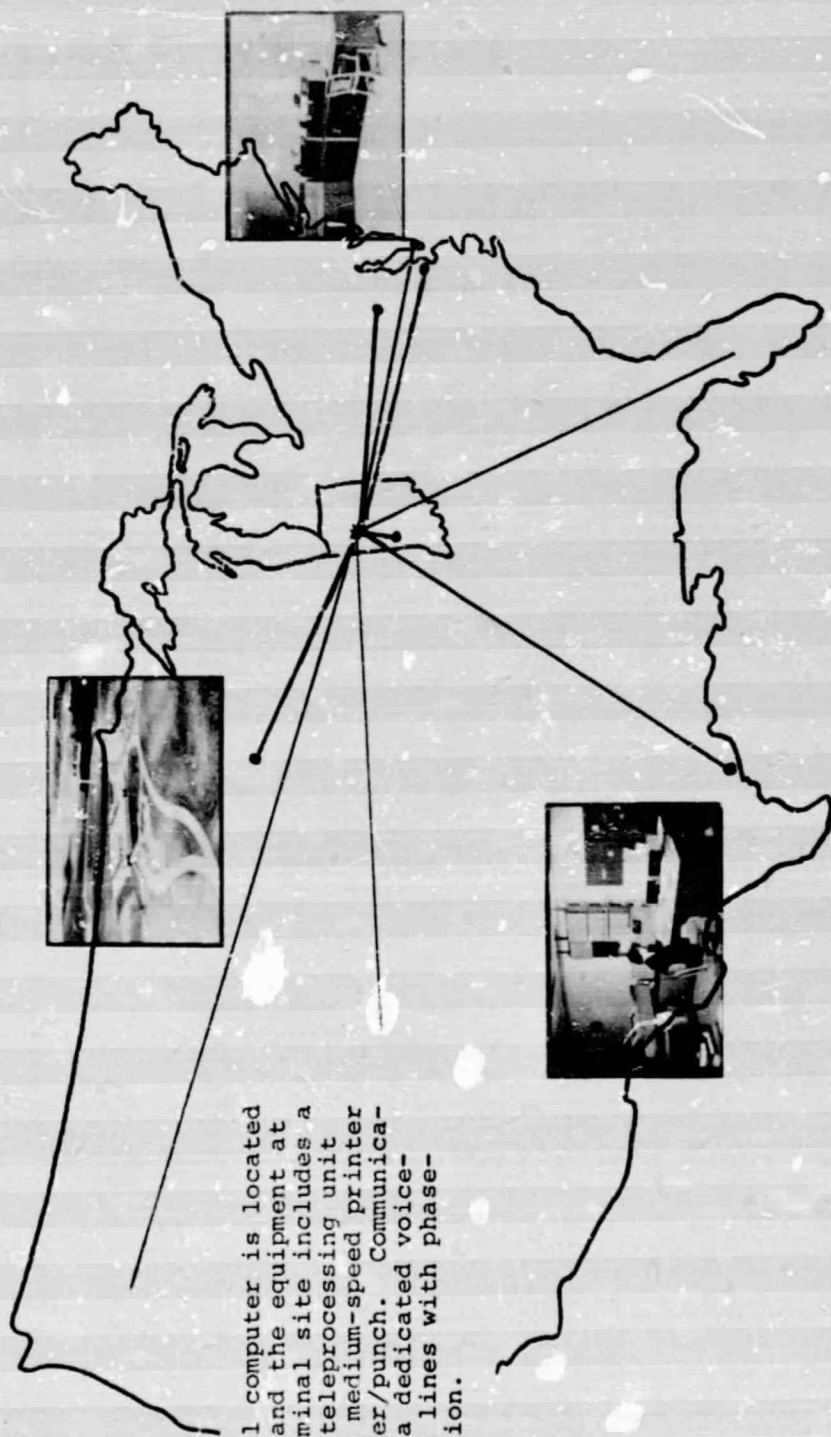 l computer is located
and the equipment at
minal site includes a
teleprocessing unit
medium-speed printer
er/punch. Communica-
a dedicated voice-
lines with phase-
ion.